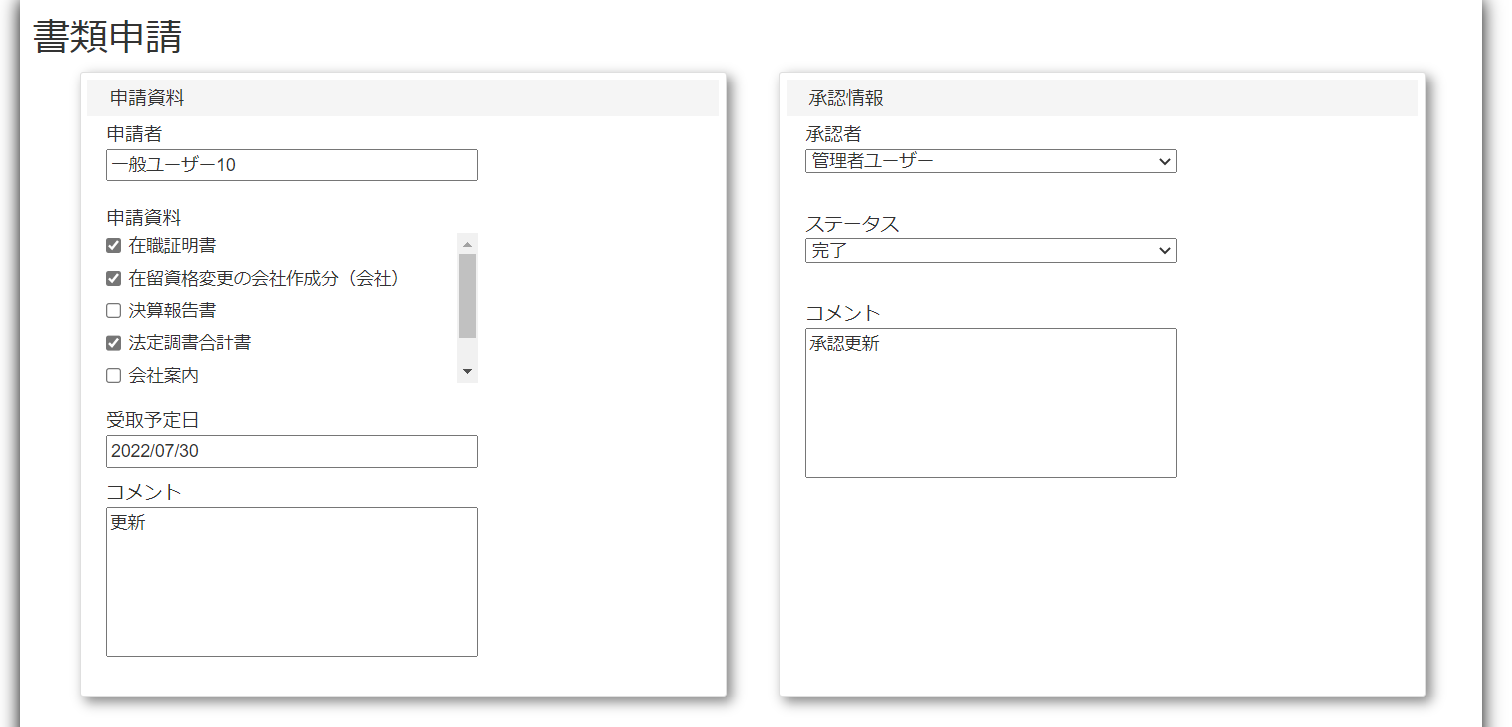 書類申請
申請資料
申請者
一般ユーザー10
申請資料
在職証明書
在留資格変更の会社作成分（会社）
決算報告書
法定調書合計書
会社案内
受取予定日
2022/07/30
コメント
更新
承認情報
承認者
管理者ユーザー
ステータス
完了
コメント
承認更新